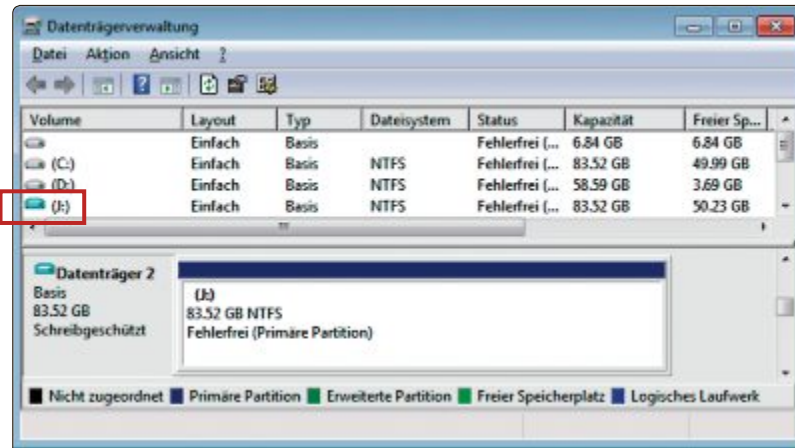 Datenträgerverwaltung
Datei Aktion Ansicht ?
Volume Layout Typ Dateisystem Status Kapazität Freier Sp...
Einfach Basis Fehlerfrei (... 6.84 GB 6.84 GB
(C:) Einfach Basis NTFS Fehlerfrei (... 83.52 GB 49.99 GB
(D:) Einfach Basis NTFS Fehlerfrei (... 58.59 GB 3.69 GB
(J:) Einfach Basis NTFS Fehlerfrei (... 83.52 GB 50.23 GB
Datenträger 2
Basis
83.52 GB
Schreibgeschützt
(J:)
83.52 GB NTFS
Fehlerfrei (Primäre Partition)
Nicht zugeordnet Primäre Partition Erweiterte Partition Freier Speicherplatz Logisches Laufwerk